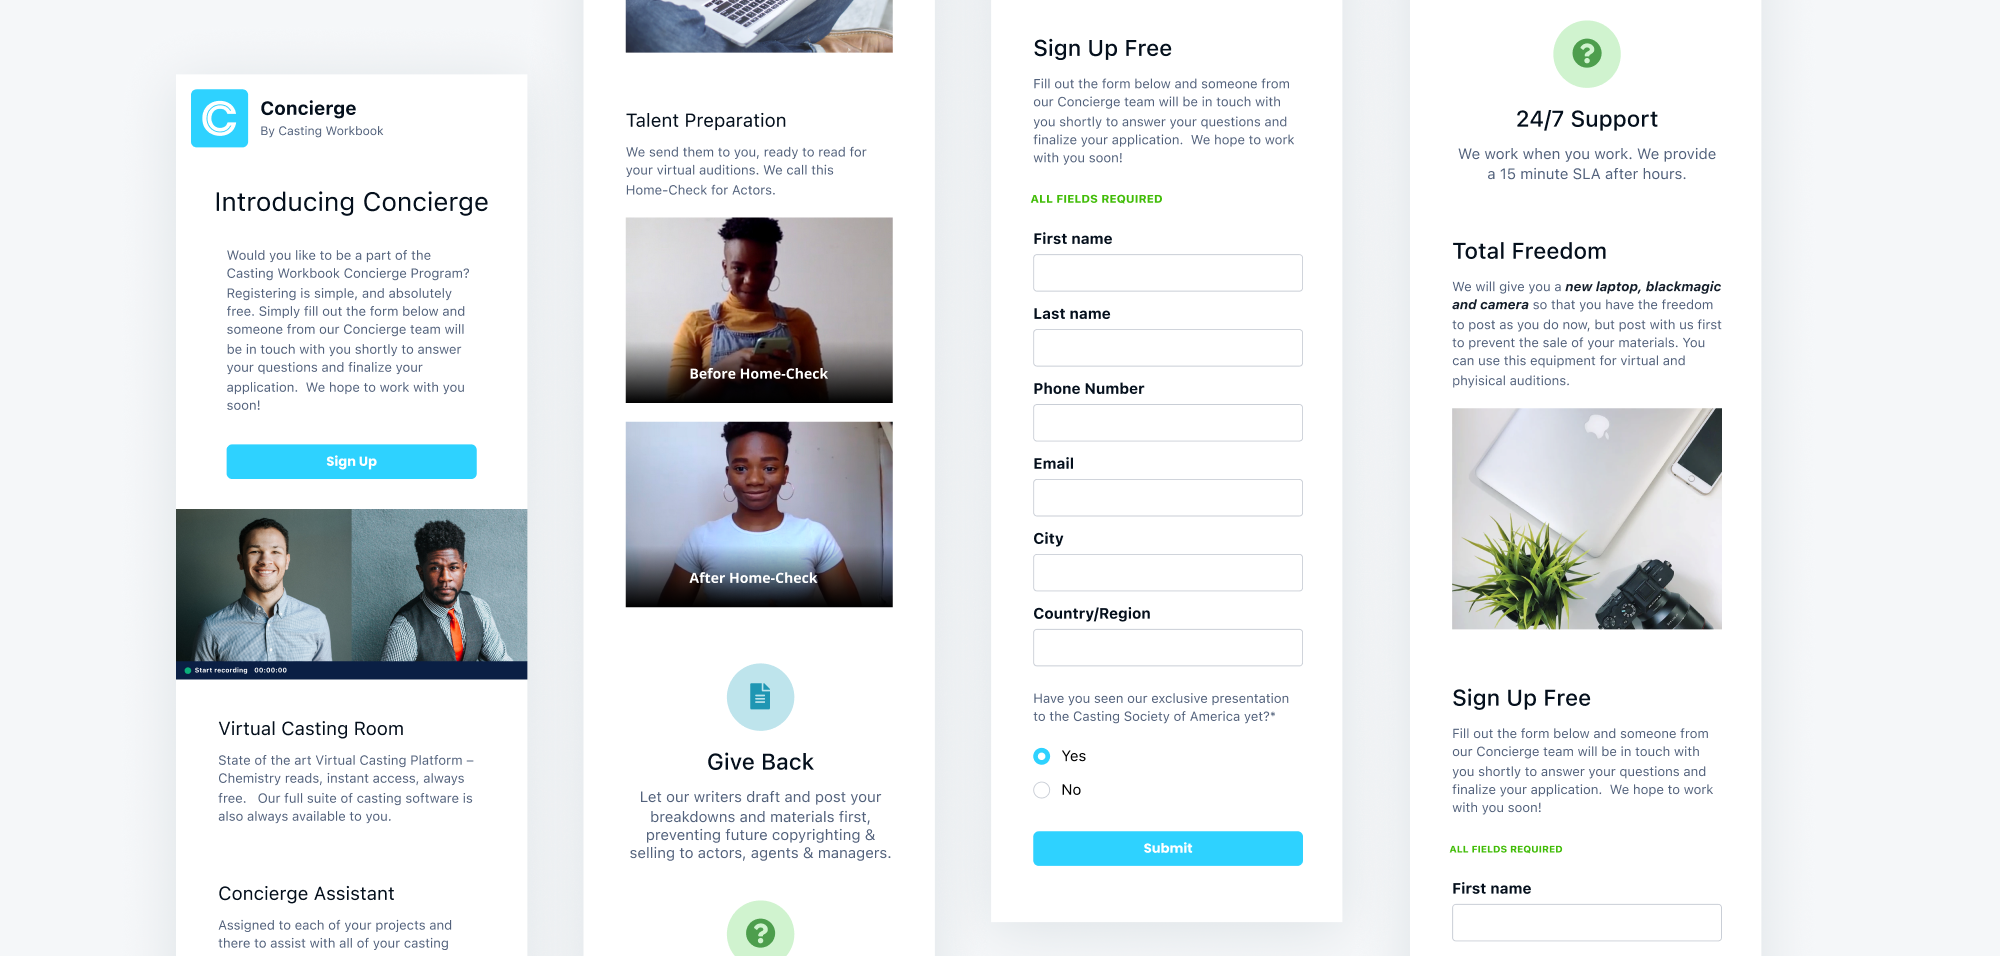 Concierge
By Casting Workbook
Introducing Concierge
Would you like to be a part of the
Casting Workbook Concierge Program?
Registering is simple, and absolutely
free. Simply fill out the form below and
someone from our Concierge team will
be in touch with you shortly to answer
your questions and finalize your
application.  We hope to work with you
soon!
Sign Up
Start recording 00:00:00
Virtual Casting Room
State of the art Virtual Casting Platform –
Chemistry reads, instant access, always
free.   Our full suite of casting software is
also always available to you.
Concierge Assistant
Assigned to each of your projects and
there to assist with all of your casting
Talent Preparation
We send them to you, ready to read for
your virtual auditions. We call this
Home-Check for Actors.
Before Home-Check
After Home-Check
Give Back
Let our writers draft and post your
breakdowns and materials first,
preventing future copyrighting &
selling to actors, agents & managers.
?
Sign Up Free
Fill out the form below and someone from
our Concierge team will be in touch with
you shortly to answer your questions and
finalize your application.  We hope to work
with you soon!
ALL FIELDS REQUIRED
First name
Last name
Phone Number
Email
City
Country/Region
Have you seen our exclusive presentation
to the Casting Society of America yet?*
Yes
No
Submit
?
24/7 Support
We work when you work. We provide
a 15 minute SLA after hours.
Total Freedom
We will give you a new laptop, blackmagic
and camera so that you have the freedom
to post as you do now, but post with us first
to prevent the sale of your materials. You
can use this equipment for virtual and
phyisical auditions.
Sign Up Free
Fill out the form below and someone from
our Concierge team will be in touch with
you shortly to answer your questions and
finalize your application.  We hope to work
with you soon!
ALL FIELDS REQUIRED
First name